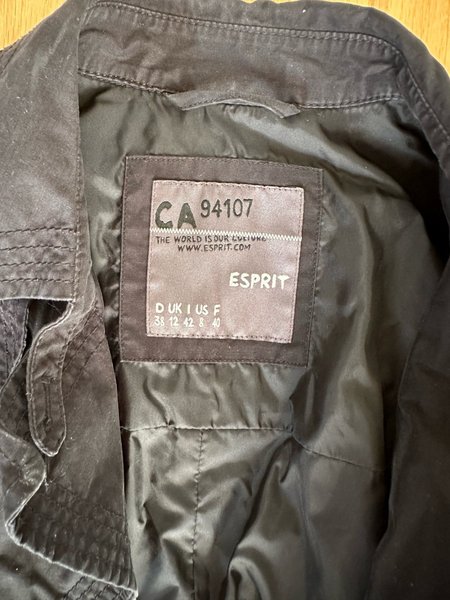 CA 94107
THE WORLD IS OUR CULTURE
WWW.ESPRIT.COM
ESPRIT
D UK I US F
38 12 42 8 40